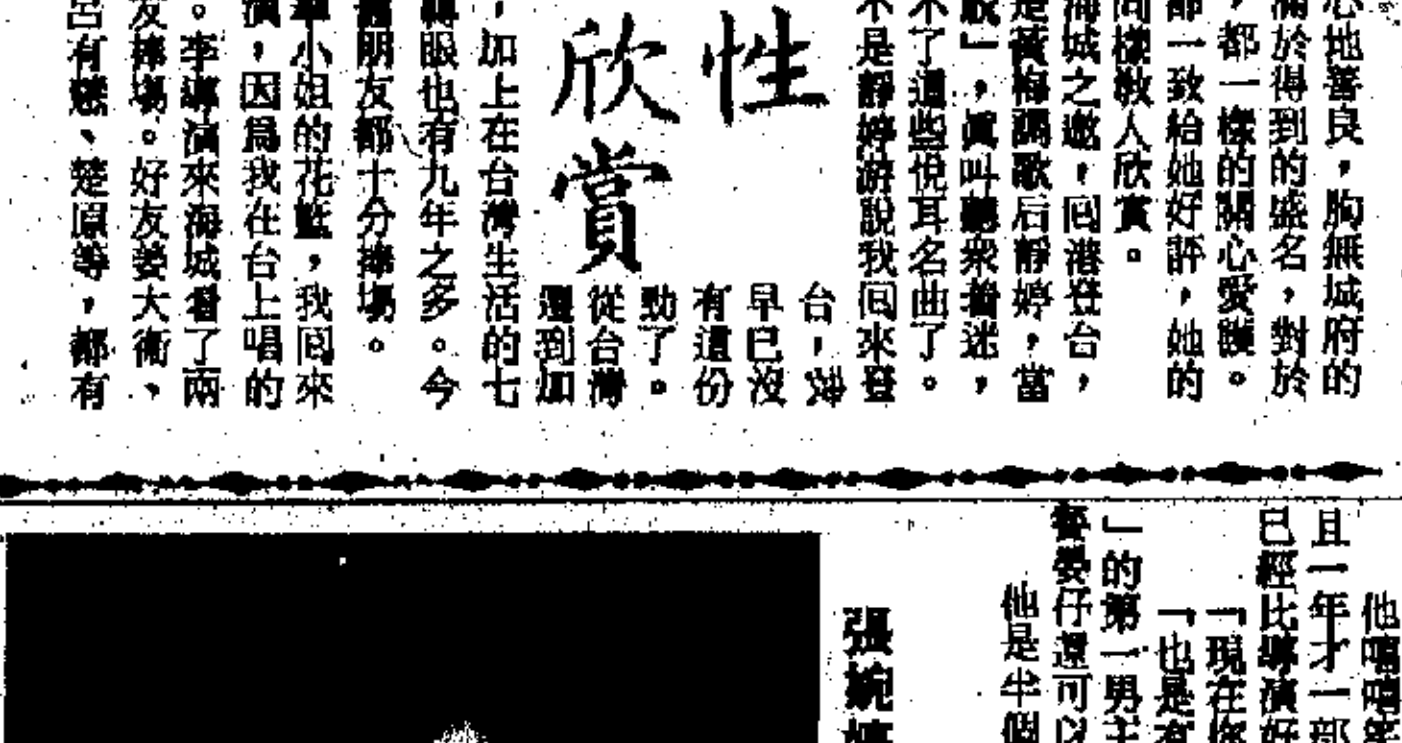 心地善良，胸無城府的
滿於得到的盛名，對於
，都一樣的關心愛護。
都一致給她好評，她的
同樣教人欣賞。
海城之邀，回港登台，
是黃梅調歌后靜婷，當
」，眞叫聽衆着迷，
不了這些悅耳名曲了。
不是靜婷游說我回來登
台，
早已沒
有這份
勁了。
從台灣
還到加
性
欣賞
，加上在台灣生活的七
轉眼也有九年之多。今
舊朋友都十分捧場。
小姐的花籃，我回來
演，因爲我在台上唱的
。李導演來海城看了兩
友捧場。好友姜大衞、
呂有慧、楚原等，都有
他嘻嘻
且一年才一部
已經比導演好
「現在您
「也是有
」的第一男主
仔還可以
他是半個
張婉婷